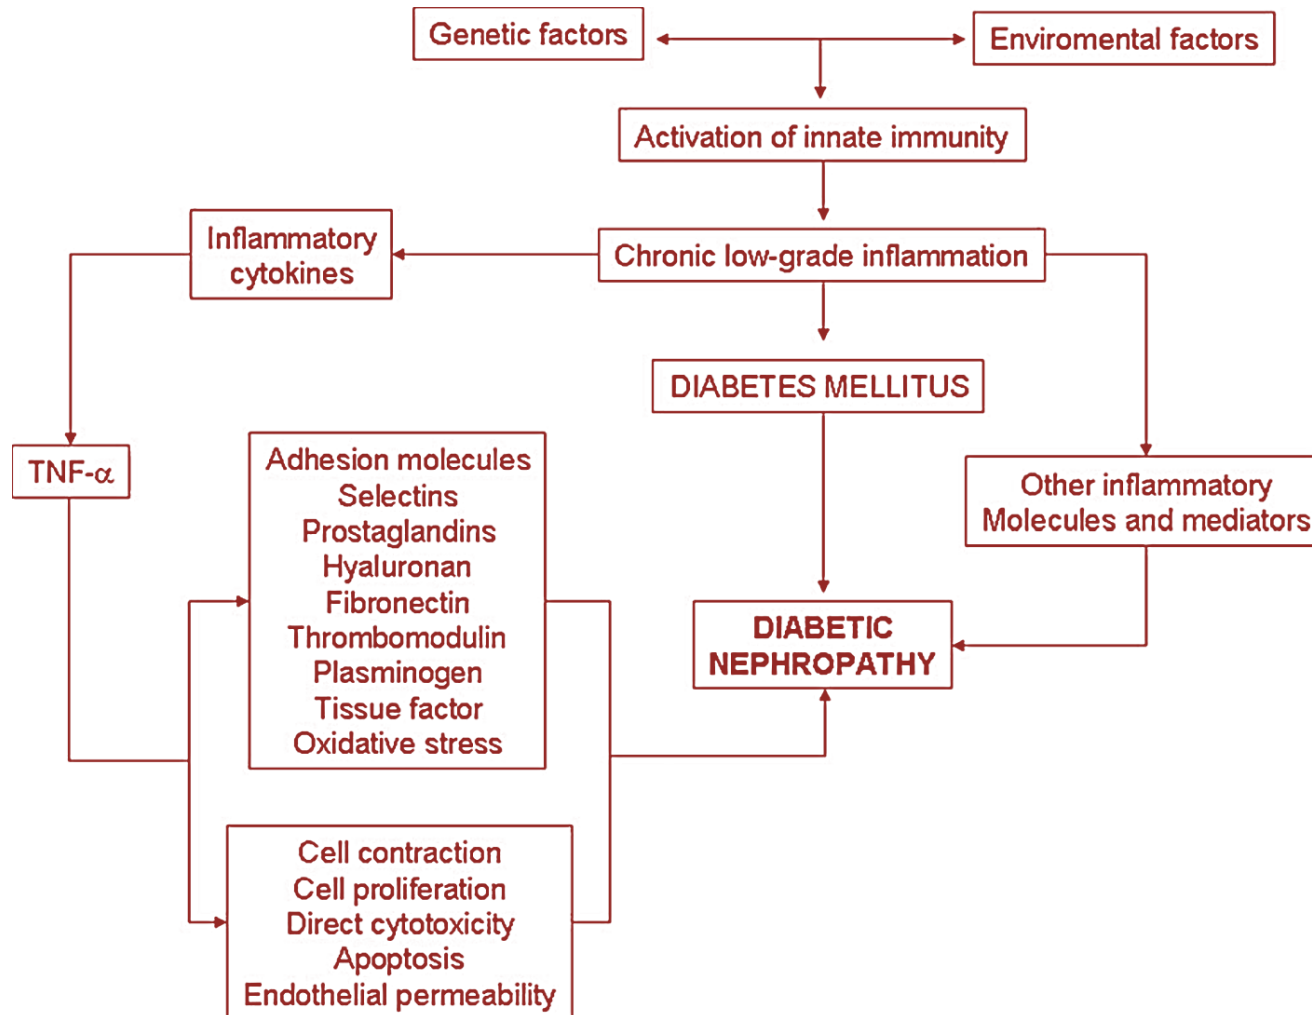 Genetic factors
Enviromental factors
Activation of innate immunity
Inflammatory
cytokines
Chronic low-grade inflammation
DIABETES MELLITUS
TNF-α
Adhesion molecules
Selectins
Prostaglandins
Hyaluronan
Fibronectin
Thrombomodulin
Plasminogen
Tissue factor
Oxidative stress
Other inflammatory
Molecules and mediators
DIABETIC
NEPHROPATHY
Cell contraction
Cell proliferation
Direct cytotoxicity
Apoptosis
Endothelial permeability